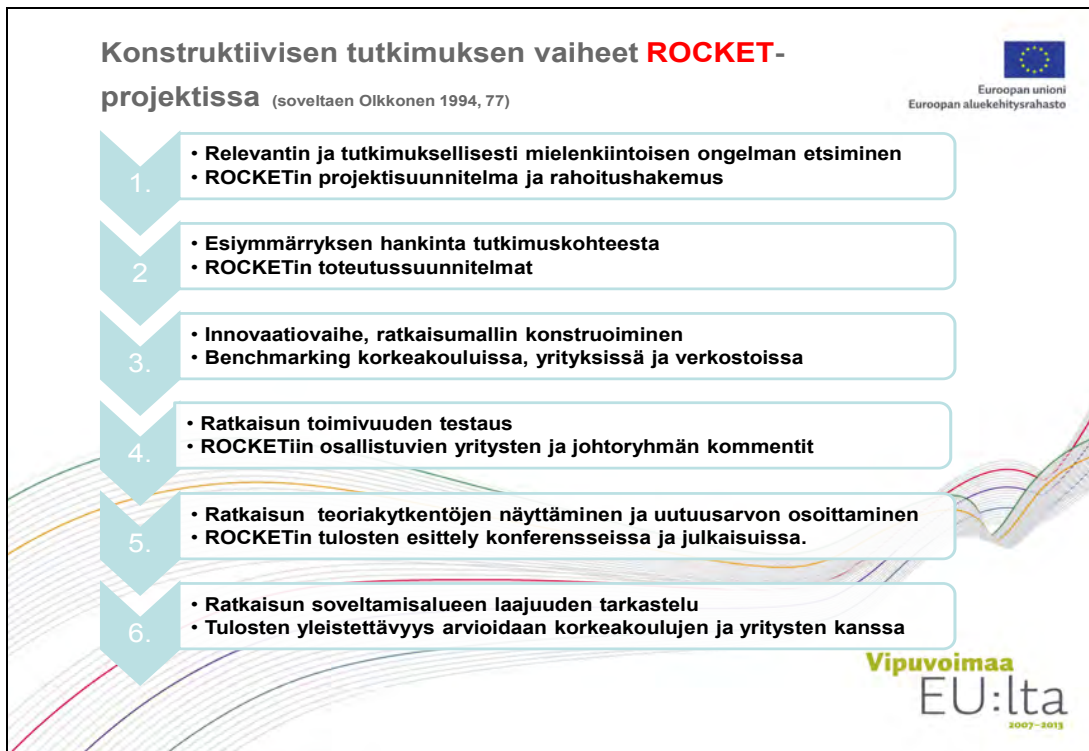 Konstruktiivisen tutkimuksen vaiheet ROCKET-
projektissa (soveltaen Olkkonen 1994, 77)
Euroopan unioni
Euroopan aluekehitysrahasto
1.
• Relevantin ja tutkimuksellisesti mielenkiintoisen ongelman etsiminen
• ROCKETin projektisuunnitelma ja rahoitushakemus
2
• Esiymmärryksen hankinta tutkimuskohteesta
• ROCKETin toteutussuunnitelmat
3.
• Innovaatiovaihe, ratkaisumallin konstruoiminen
• Benchmarking korkeakouluissa, yrityksissä ja verkostoissa
4.
• Ratkaisun toimivuuden testaus
• ROCKETiin osallistuvien yritysten ja johtoryhmän kommentit
5.
• Ratkaisun teoriakytkentöjen näyttäminen ja uutuusarvon osoittaminen
• ROCKETin tulosten esittely konferensseissa ja julkaisuissa.
6.
• Ratkaisun soveltamisalueen laajuuden tarkastelu
• Tulosten yleistettävyys arvioidaan korkeakoulujen ja yritysten kanssa
Vipuvoimaa
EU:lta
2007–2013